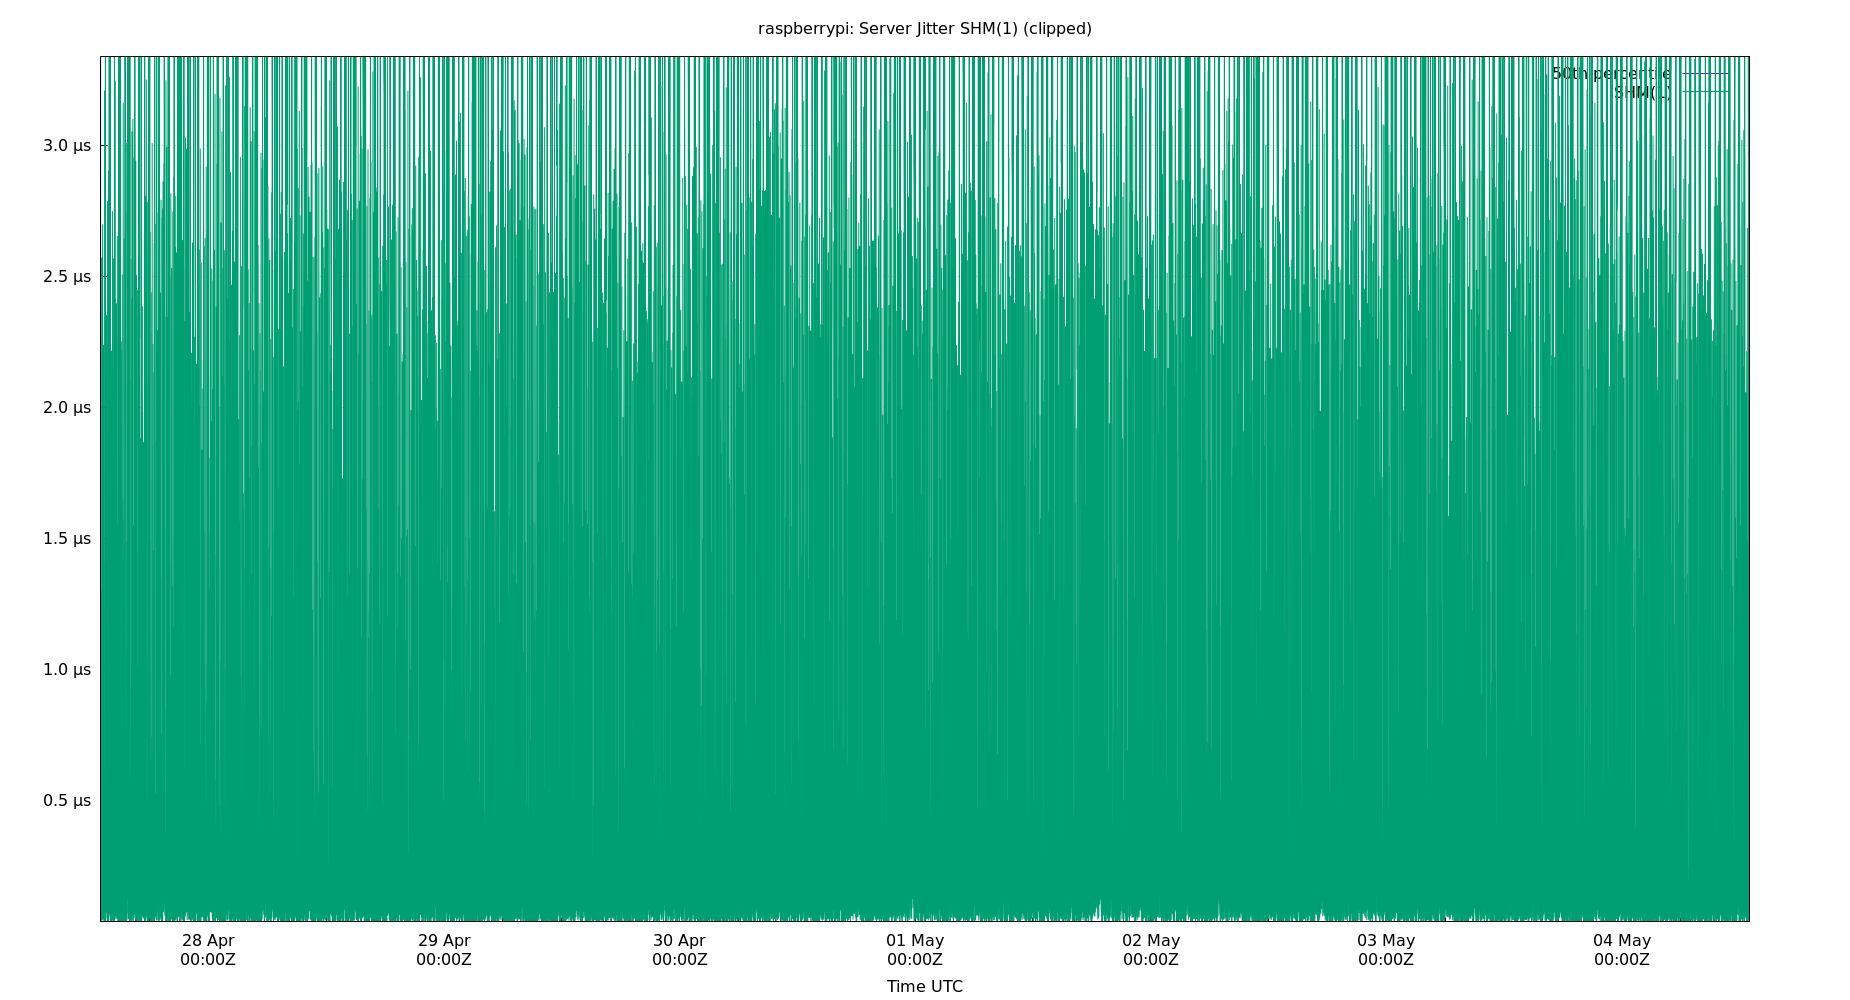 raspberrypi: Server Jitter SHM(1) (clipped)
50th percentile
SHM(1)
3.0 μs
2.5 μs
2.0 μs
1.5 μs
1.0 μs
0.5 μs
28 Apr 29 Apr 30 Apr 01 May 02 May 03 May 04 May
00:00Z 00:00Z 00:00Z 00:00Z 00:00Z 00:00Z 00:00Z
Time UTC